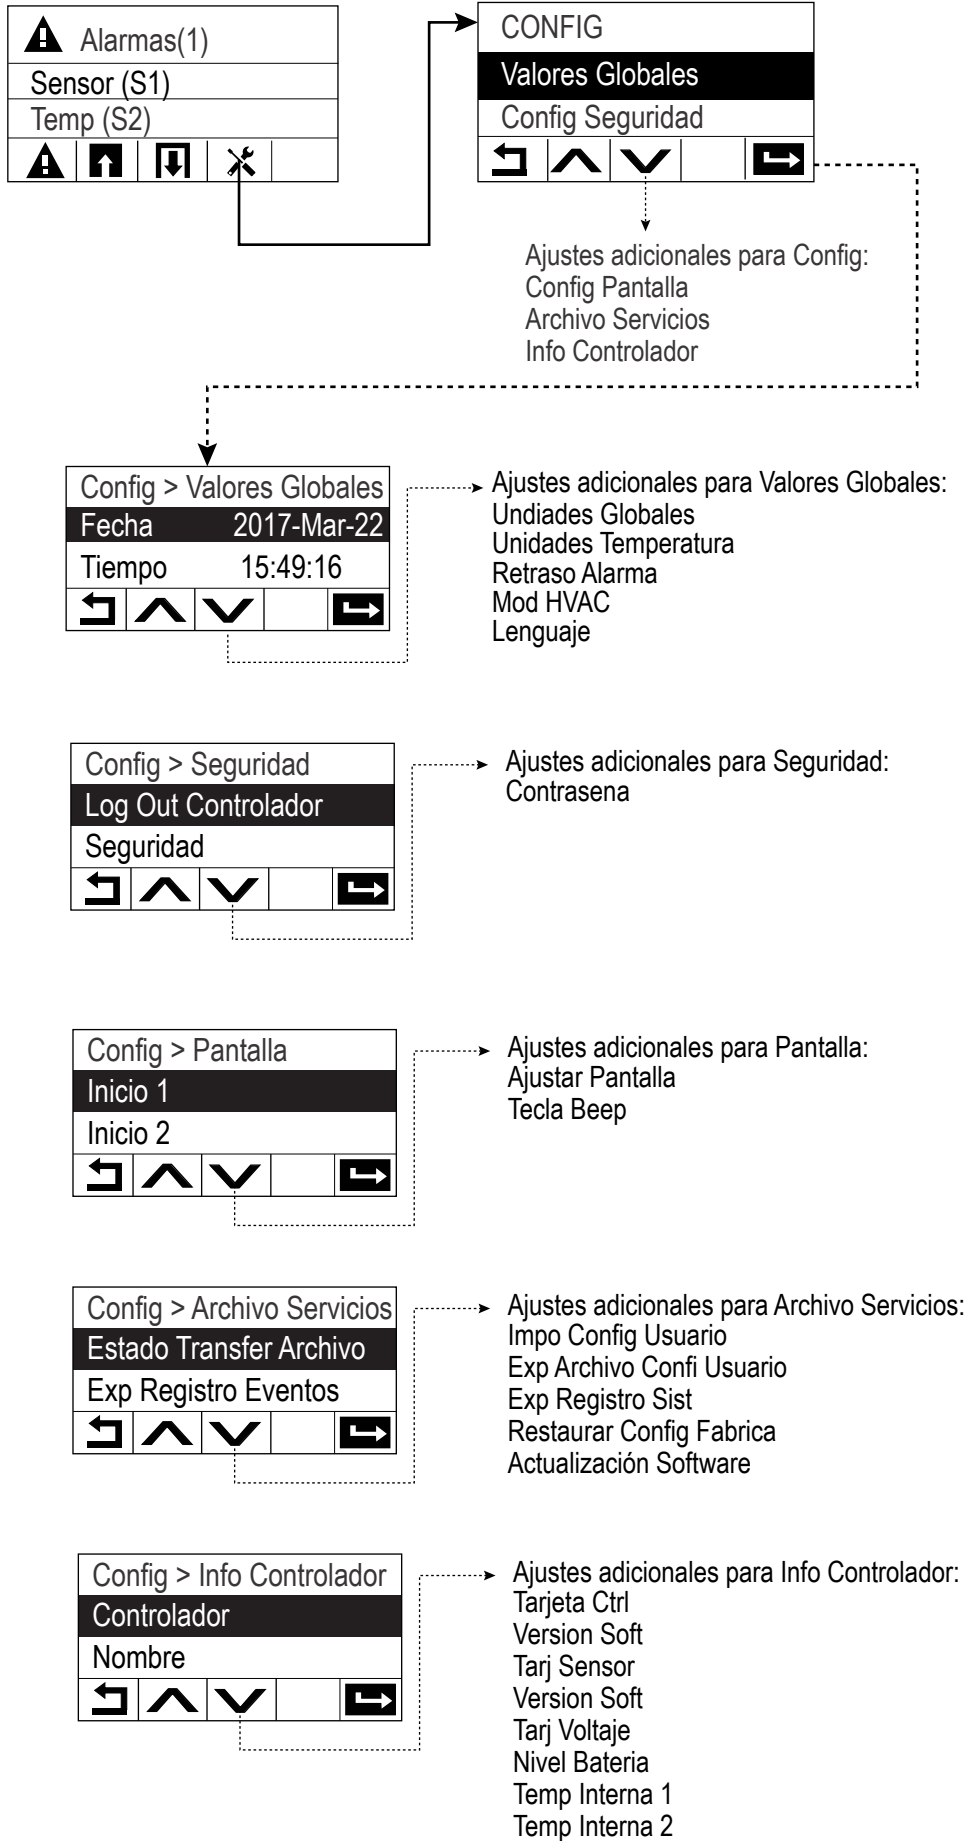 Alarmas(1)
Sensor (S1)
Temp (S2)
CONFIG
Valores Globales
Config Seguridad
Ajustes adicionales para Config:
Config Pantalla
Archivo Servicios
Info Controlador
Config > Valores Globales
Fecha 2017-Mar-22
Tiempo 15:49:16
Ajustes adicionales para Valores Globales:
Undiades Globales
Unidades Temperatura
Retraso Alarma
Mod HVAC
Lenguaje
Config > Seguridad
Log Out Controlador
Seguridad
Ajustes adicionales para Seguridad:
Contrasena
Config > Pantalla
Inicio 1
Inicio 2
Ajustes adicionales para Pantalla:
Ajustar Pantalla
Tecla Beep
Config > Archivo Servicios
Estado Transfer Archivo
Exp Registro Eventos
Ajustes adicionales para Archivo Servicios:
Impo Config Usuario
Exp Archivo Confi Usuario
Exp Registro Sist
Restaurar Config Fabrica
Actualización Software
Config > Info Controlador
Controlador
Nombre
Ajustes adicionales para Info Controlador:
Tarjeta Ctrl
Version Soft
Tarj Sensor
Version Soft
Tarj Voltaje
Nivel Bateria
Temp Interna 1
Temp Interna 2